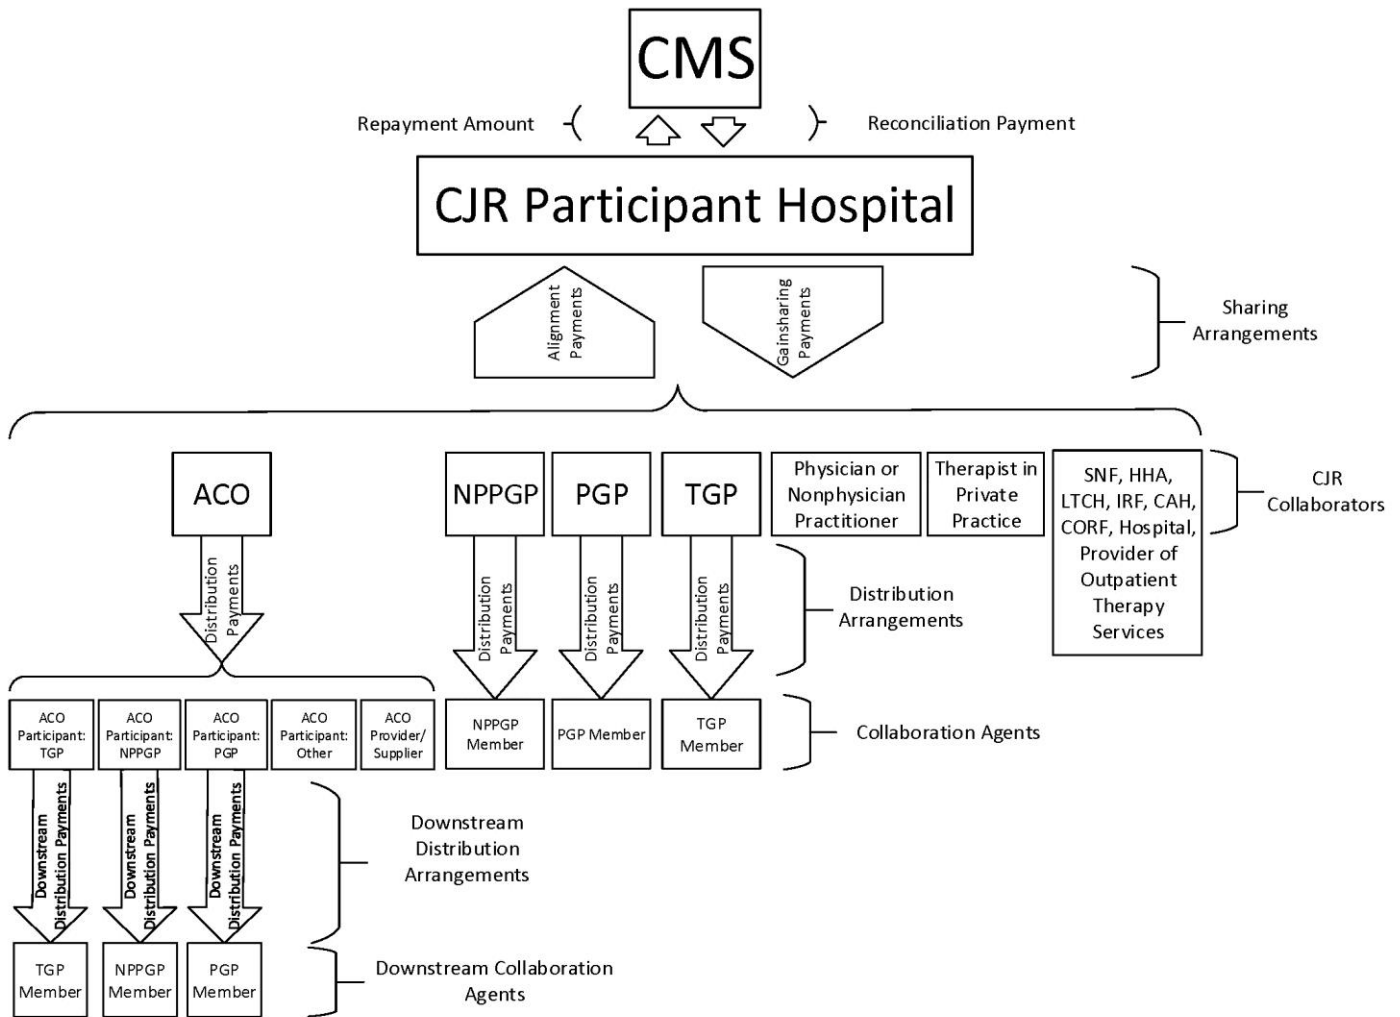 CMS
Repayment Amount
Reconciliation Payment
CJR Participant Hospital
Alignment
Payments
Gainsharing
Payments
Sharing
Arrangements
ACO
NPPGP
PGP
TGP
Physician or
Nonphysician
Practitioner
Therapist in
Private
Practice
SNF, HHA,
LTCH, IRF, CAH,
CORF, Hospital,
Provider of
Outpatient
Therapy
Services
CJR
Collaborators
Distribution
Payments
Distribution
Payments
Distribution
Payments
Distribution
Payments
Distribution
Arrangements
ACO
Participant:
TGP
ACO
Participant:
NPPGP
ACO
Participant:
PGP
ACO
Participant:
Other
ACO
Provider/
Supplier
NPPGP
Member
PGP Member
TGP
Member
Collaboration Agents
Downstream
Distribution Payments
Downstream
Distribution Payments
Downstream
Distribution Payments
Downstream
Distribution
Arrangements
TGP
Member
NPPGP
Member
PGP
Member
Downstream Collaboration
Agents